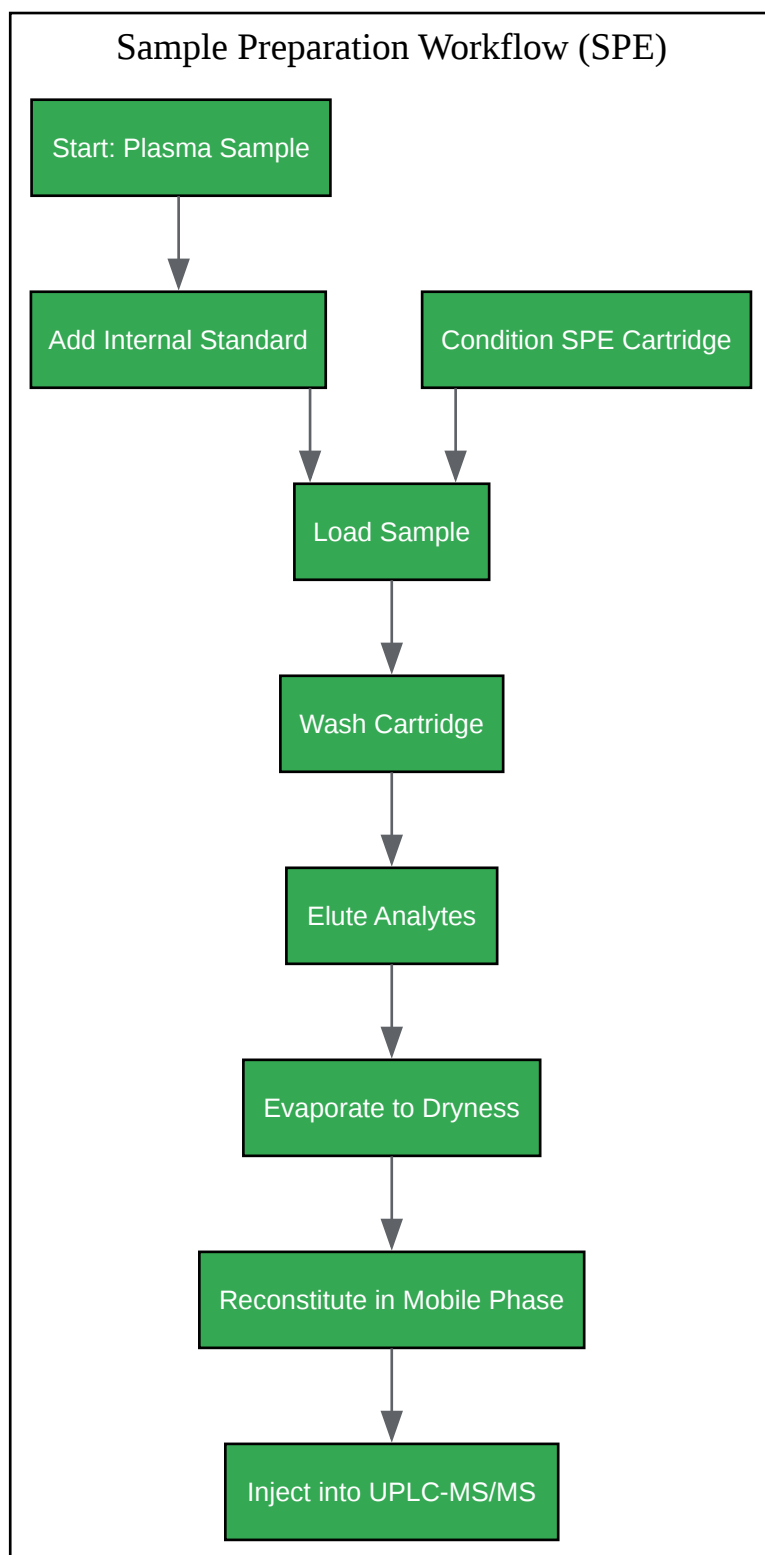 Sample Preparation Workflow (SPE)
Start: Plasma Sample
Add Internal Standard
Condition SPE Cartridge
Load Sample
Wash Cartridge
Elute Analytes
Evaporate to Dryness
Reconstitute in Mobile Phase
Inject into UPLC-MS/MS